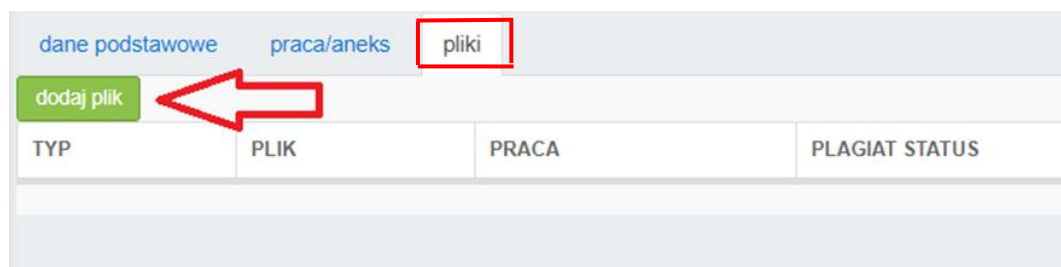 dane podstawowe praca/aneks pliki
dodaj plik
TYP PLIK PRACA PLAGIAT STATUS